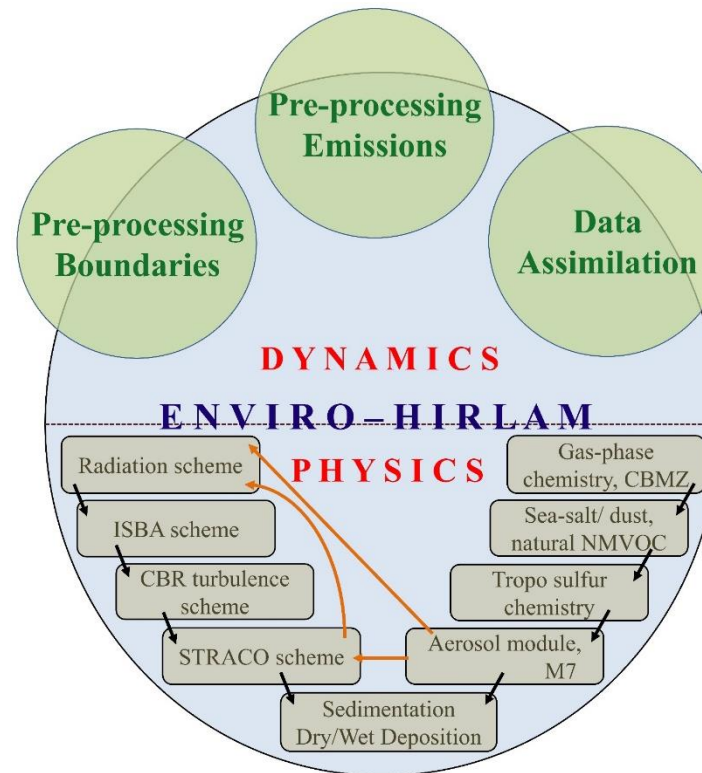 Pre-processing
Emissions
Pre-processing
Boundaries
Data
Assimilation
DYNAMICS
ENVIRO–HIRLAM
PHYSICS
Radiation scheme
ISBA scheme
CBR turbulence
scheme
STRACO scheme
Gas-phase
chemistry, CBMZ
Sea-salt/ dust,
natural NMVOC
Tropo sulfur
chemistry
Aerosol module,
M7
Sedimentation
Dry/Wet Deposition